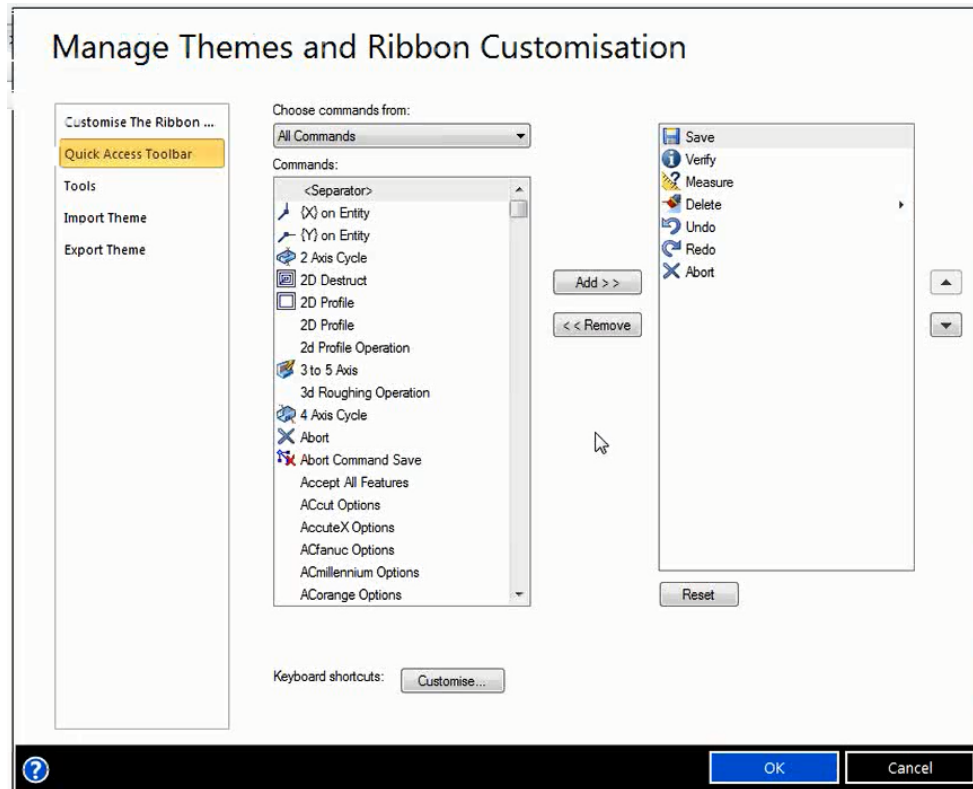 Manage Themes and Ribbon Customisation
Customise The Ribbon ...
Quick Access Toolbar
Tools
Import Theme
Export Theme
Choose commands from:
All Commands
Commands:
<Separator>
{X} on Entity
{Y} on Entity
2 Axis Cycle
2D Destruct
2D Profile
2D Profile
2d Profile Operation
3 to 5 Axis
3d Roughing Operation
4 Axis Cycle
Abort
Abort Command Save
Accept All Features
ACcut Options
AccuteX Options
ACfanuc Options
ACmillennium Options
ACorange Options
Add > >
< < Remove
Save
Verify
Measure
Delete
Undo
Redo
Abort
Reset
Keyboard shortcuts:
Customise...
OK
Cancel